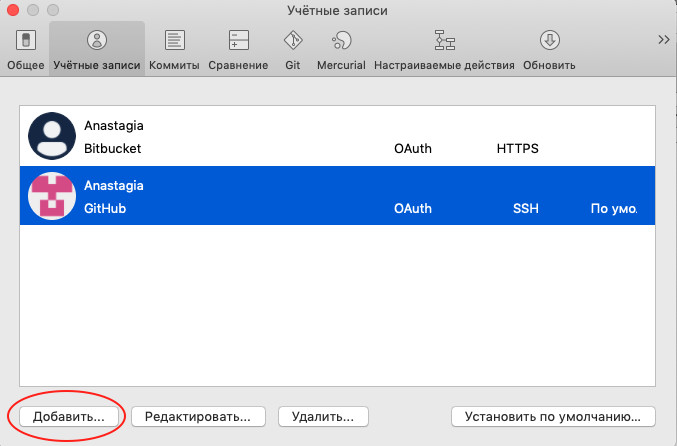 Учётные записи
Общее Учётные записи Коммиты Сравнение Git Mercurial Настраиваемые действия Обновить
Anastagia
Bitbucket OAuth HTTPS
Anastagia
GitHub OAuth SSH По умол
Добавить... Редактировать... Удалить... Установить по умолчанию...